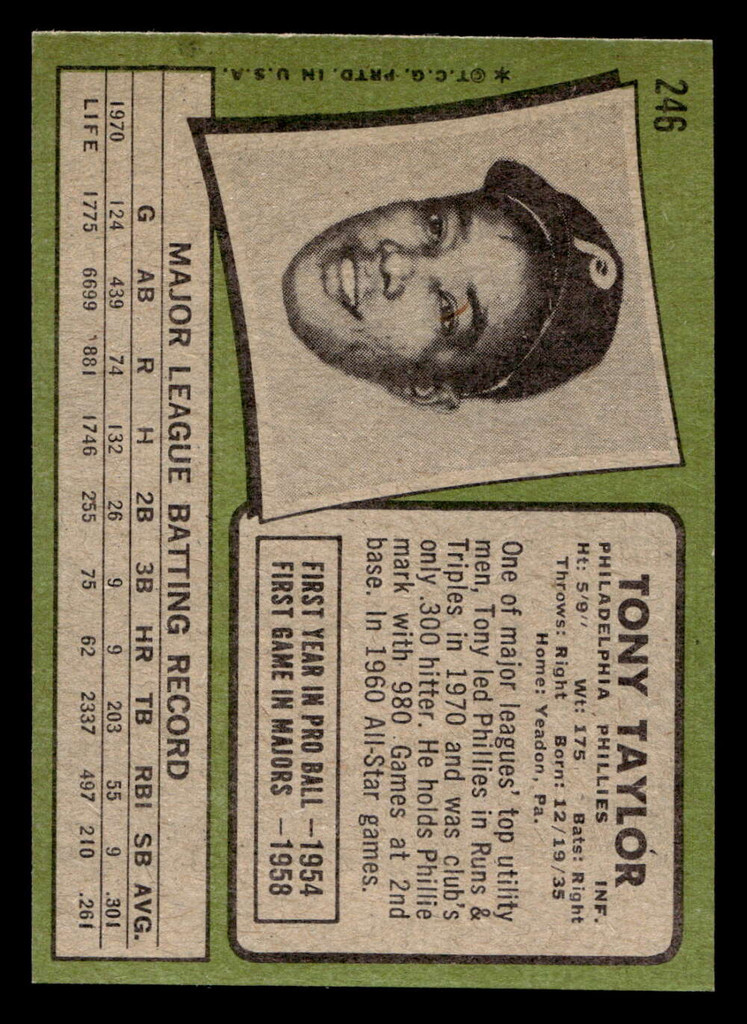 246
*©T.C.G. PRTD. IN U.S.A.
P
TONY TAYLOR
PHILADELPHIA PHILLIES INF.
Ht: 5'9" Wt: 175 Bats: Right
Throws: Right Born: 12/19/35
Home: Yeadon, Pa.
One of major leagues' top utility
men, Tony led Phillies in Runs &
Triples in 1970 and was club's
only .300 hitter. He holds Phillie
mark with 980 Games at 2nd
base. In 1960 All-Star games.
FIRST YEAR IN PRO BALL —1954
FIRST GAME IN MAJORS —1958
MAJOR LEAGUE BATTING RECORD
G AB R H 2B 3B HR TB RBI SB AVG.
1970 124 439 74 132 26 9 9 203 55 9 .301
LIFE 1775 6699 881 1746 255 75 62 2337 497 210 .261